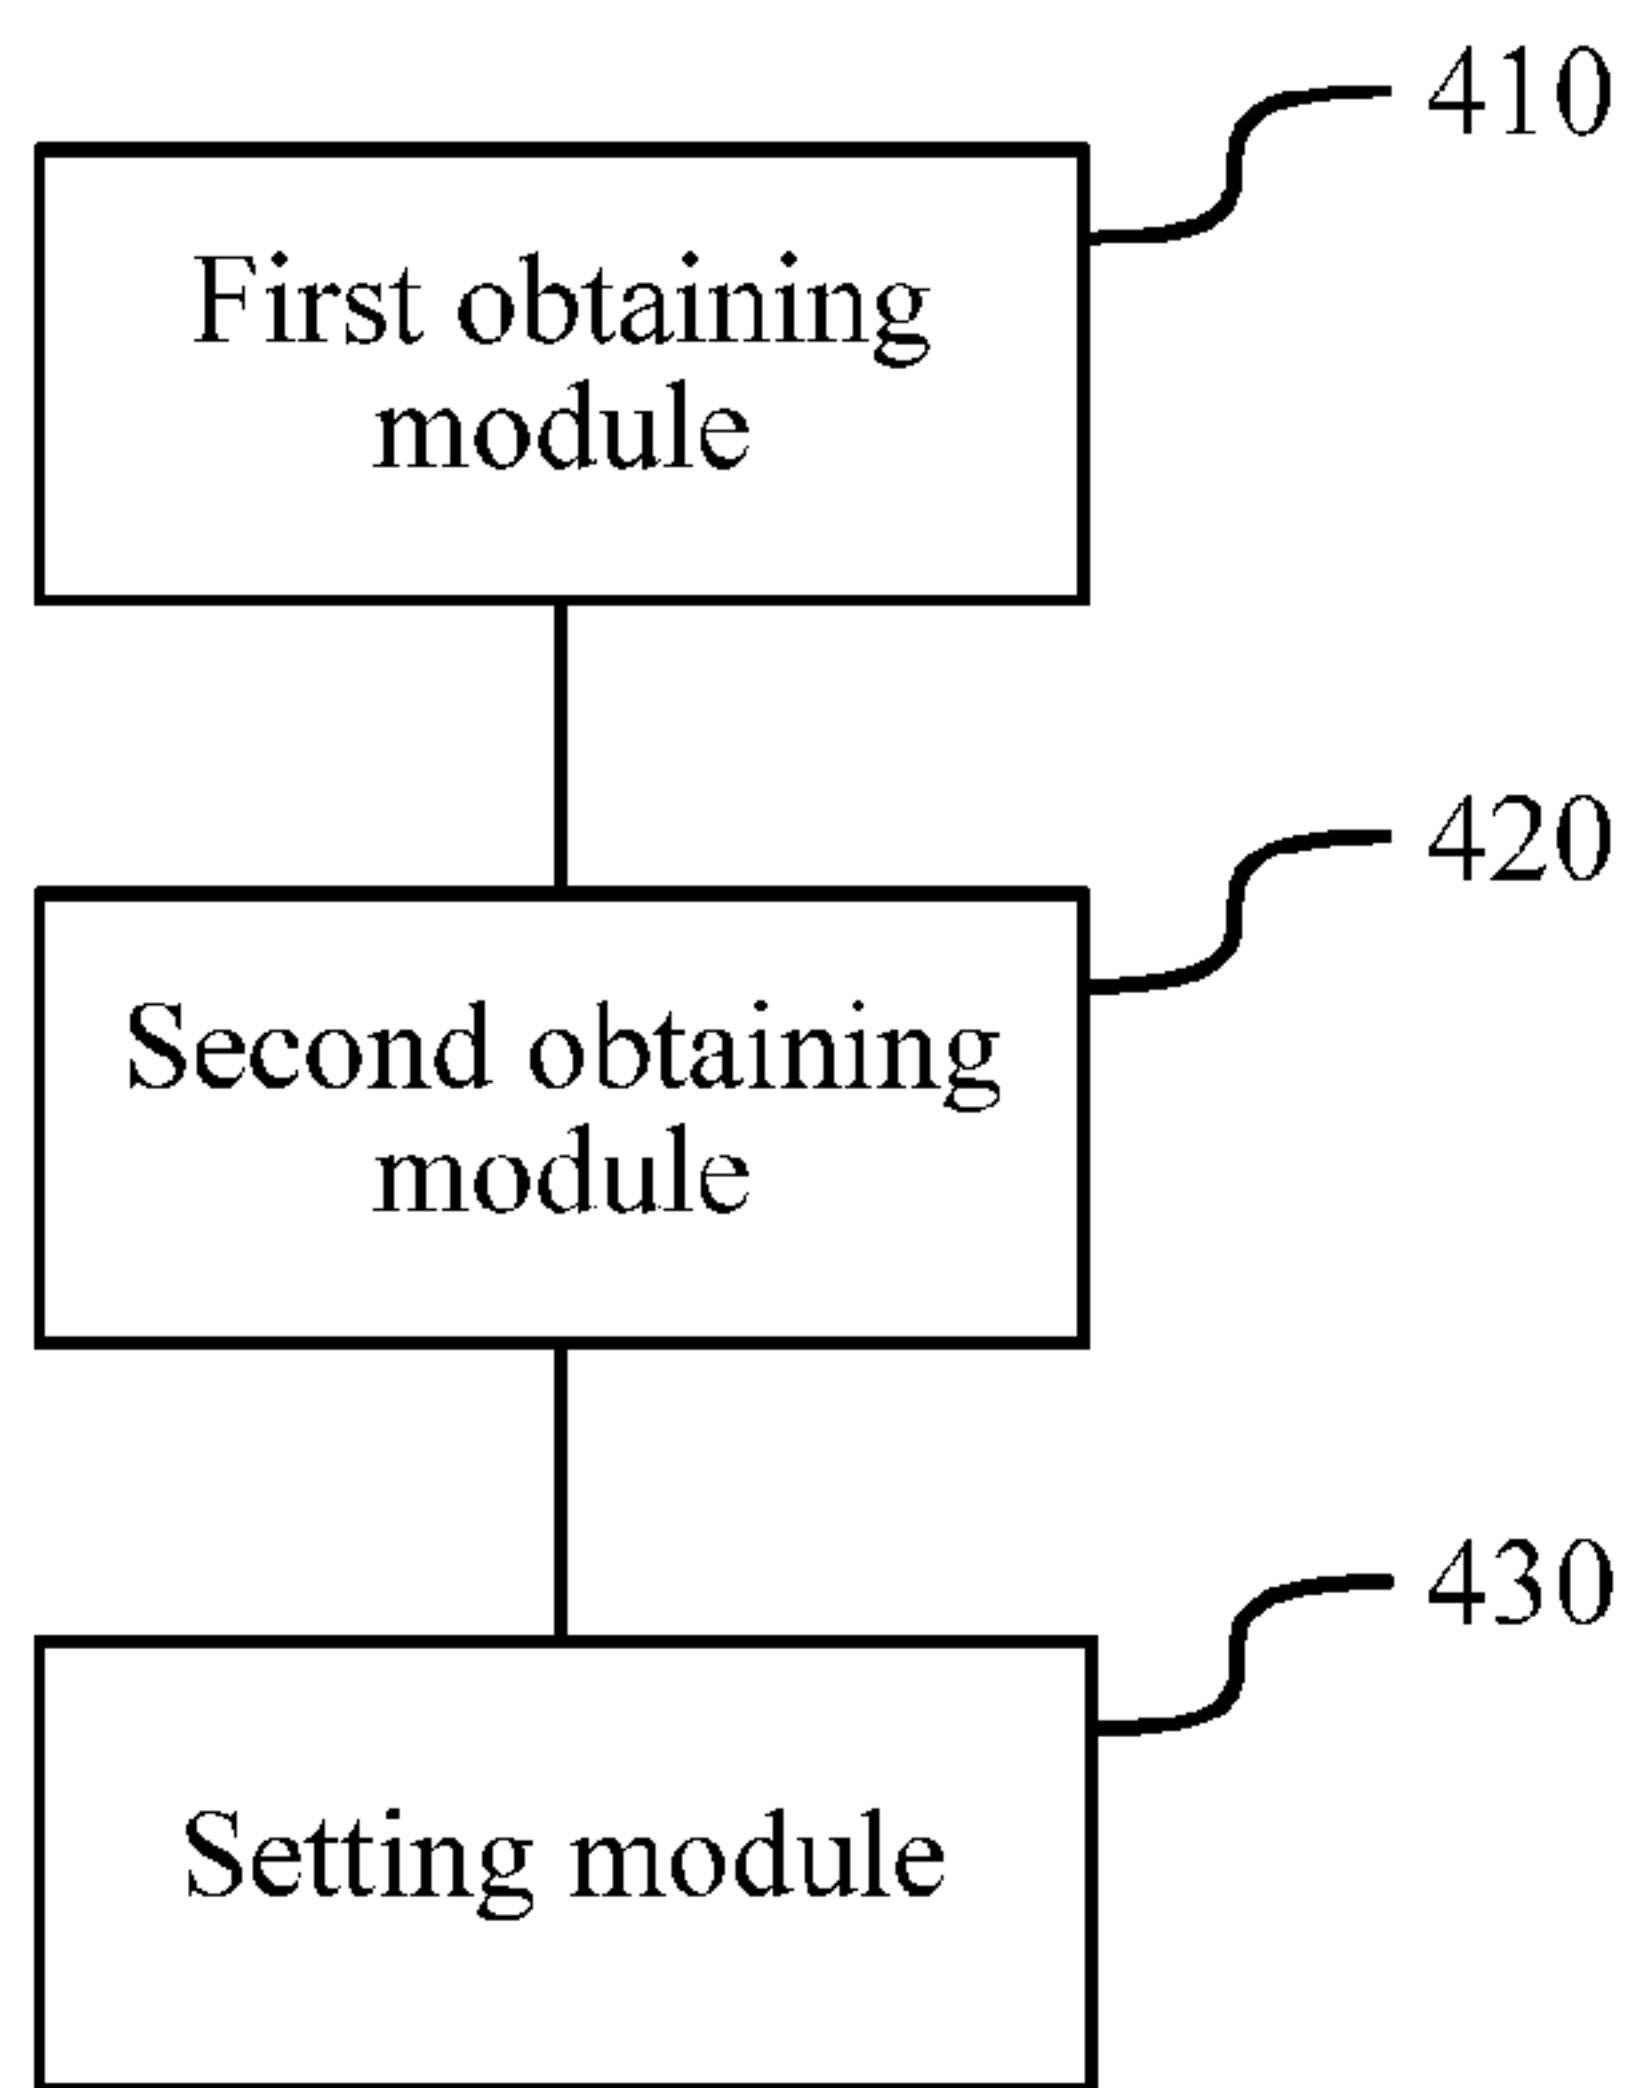 410
First obtaining
module
420
Second obtaining
module
430
Setting module